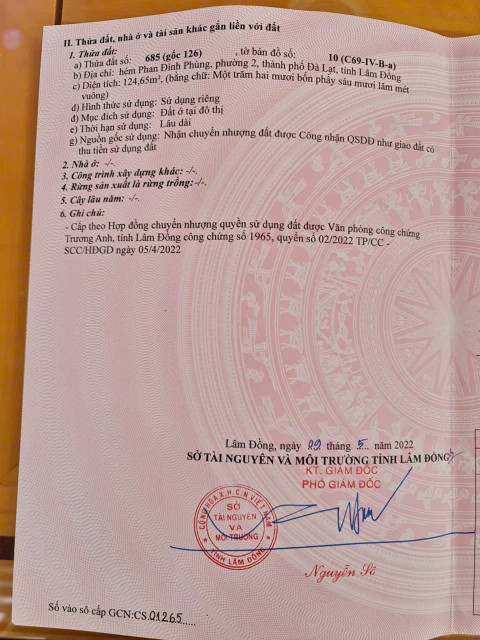 II. Thửa đất, nhà ở và tài sản khác gắn liền với đất
1. Thửa đất:
a) Thửa đất số: 685 (gốc 126) , tờ bản đồ số: 10 (C69-IV-B-a)
b) Địa chỉ: hẻm Phan Đình Phùng, phường 2, thành phố Đà Lạt, tỉnh Lâm Đồng
c) Diện tích: 124,65m², (bằng chữ: Một trăm hai mươi bốn phẩy sáu mươi lăm mét
vuông)
d) Hình thức sử dụng: Sử dụng riêng
đ) Mục đích sử dụng: Đất ở tại đô thị
e) Thời hạn sử dụng: Lâu dài
g) Nguồn gốc sử dụng: Nhận chuyển nhượng đất được Công nhận QSDĐ như giao đất có
thu tiền sử dụng đất
2. Nhà ở: -/-.
3. Công trình xây dựng khác: -/-.
4. Rừng sản xuất là rừng trồng:-/-.
5. Cây lâu năm: -/-.
6. Ghi chú:
- Cấp theo Hợp đồng chuyển nhượng quyền sử dụng đất được Văn phòng công chứng
Trương Anh, tỉnh Lâm Đồng công chứng số 1965, quyển số 02/2022 TP/CC -
SCC/HĐGD ngày 05/4/2022
Lâm Đồng, ngày 29 tháng 5 năm 2022
SỞ TÀI NGUYÊN VÀ MÔI TRƯỜNG TỈNH LÂM ĐỒNG
KT. GIÁM ĐỐC
PHÓ GIÁM ĐỐC
CỘNG HÒA X.H.C.N VIỆT NAM
SỞ
TÀI NGUYÊN
VÀ
MÔI TRƯỜNG
TỈNH LÂM ĐỒNG
Số vào sổ cấp GCN:CS.01265